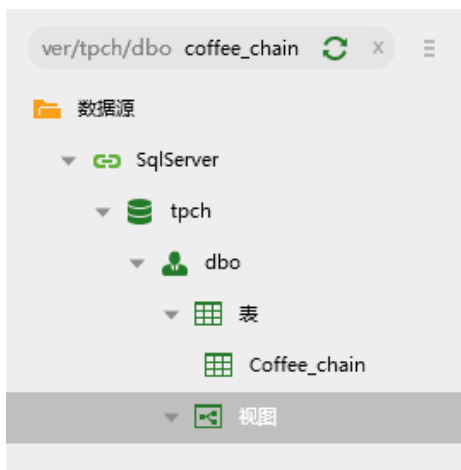 ver/tpch/dbo coffee_chain x
数据源
SqlServer
tpch
dbo
表
Coffee_chain
视图